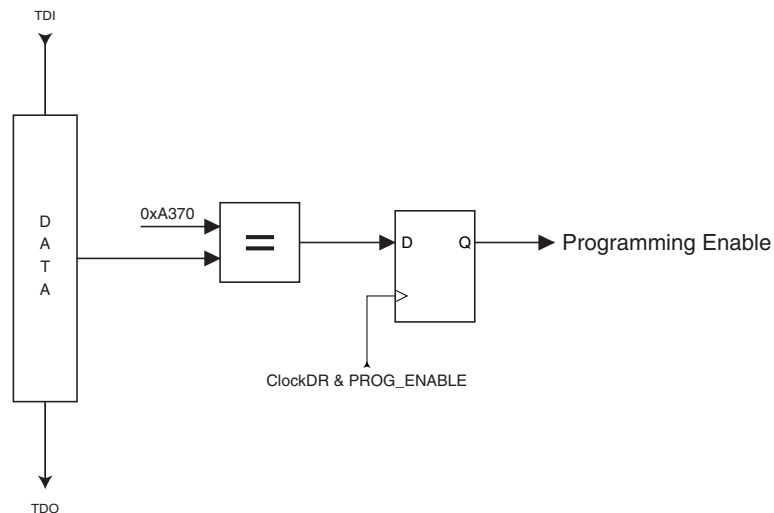 TDI
D
A
T
A
0xA370
=
D
Q
Programming Enable
ClockDR & PROG_ENABLE
TDO